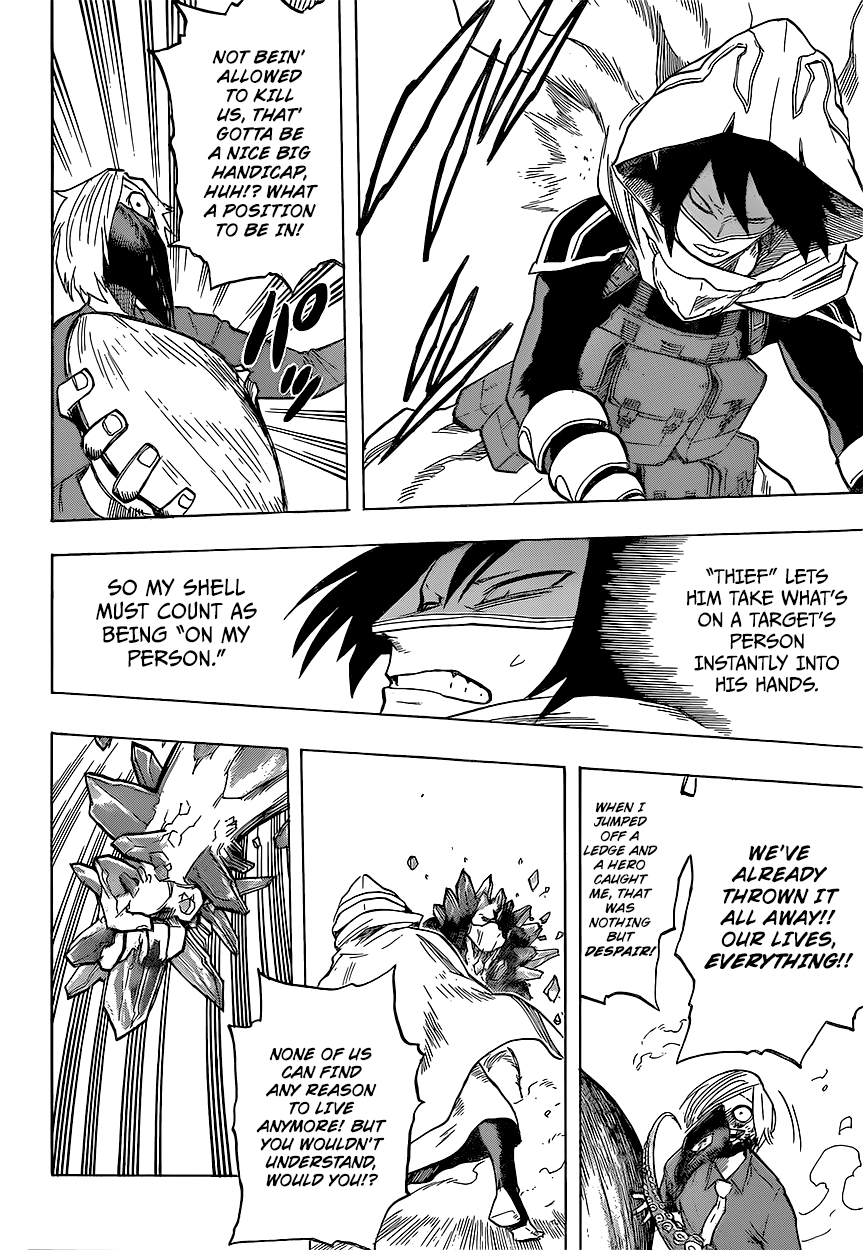 NOT BEIN'
ALLOWED
TO KILL
US, THAT'
GOTTA BE
A NICE BIG
HANDICAP,
HUH!? WHAT
A POSITION
TO BE IN!
パッ
"THIEF" LETS
HIM TAKE WHAT'S
ON A TARGET'S
PERSON
INSTANTLY INTO
HIS HANDS.
SO MY SHELL
MUST COUNT AS
BEING "ON MY
PERSON."
WE'VE
ALREADY
THROWN IT
ALL AWAY!!
OUR LIVES,
EVERYTHING!!
WHEN I
JUMPED
OFF A
LEDGE AND
A HERO
CAUGHT
ME, THAT
WAS
NOTHING
BUT
DESPAIR!
NONE OF US
CAN FIND
ANY REASON
TO LIVE
ANYMORE! BUT
YOU WOULDN'T
UNDERSTAND,
WOULD YOU!?